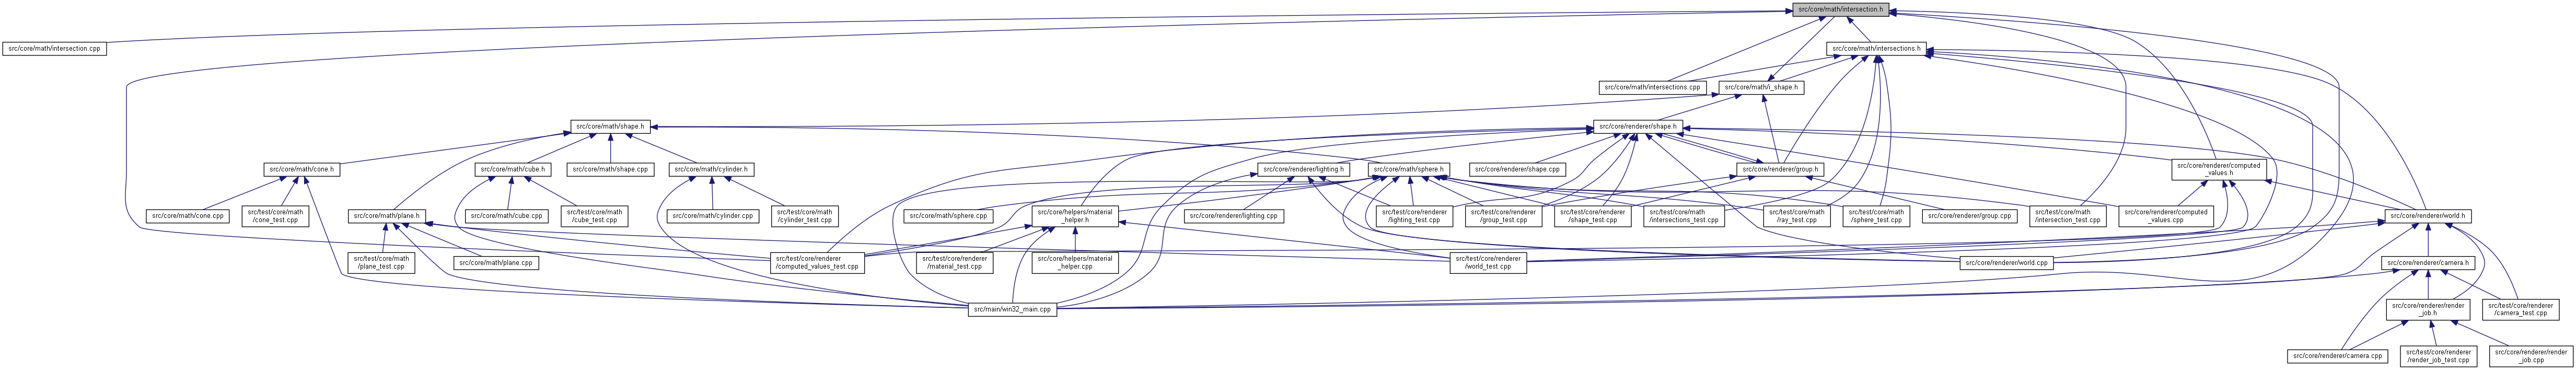 src/core/math/intersection.h
src/core/math/intersection.cpp
src/core/math/intersections.h
src/core/math/intersections.cpp
src/core/math/i_shape.h
src/core/math/shape.h
src/core/renderer/shape.h
src/core/math/cone.h
src/core/math/cube.h
src/core/math/shape.cpp
src/core/math/cylinder.h
src/core/renderer/lighting.h
src/core/math/sphere.h
src/core/renderer/shape.cpp
src/core/renderer/group.h
src/core/renderer/computed
_values.h
src/core/math/cone.cpp
src/test/core/math
/cone_test.cpp
src/core/math/plane.h
src/core/math/cube.cpp
src/test/core/math
/cube_test.cpp
src/core/math/cylinder.cpp
src/test/core/math
/cylinder_test.cpp
src/core/math/sphere.cpp
src/core/helpers/material
_helper.h
src/core/renderer/lighting.cpp
src/test/core/renderer
/lighting_test.cpp
src/test/core/renderer
/group_test.cpp
src/test/core/renderer
/shape_test.cpp
src/test/core/math
/intersections_test.cpp
src/test/core/math
/ray_test.cpp
src/test/core/math
/sphere_test.cpp
src/core/renderer/group.cpp
src/test/core/math
/intersection_test.cpp
src/core/renderer/computed
_values.cpp
src/core/renderer/world.h
src/test/core/math
/plane_test.cpp
src/core/math/plane.cpp
src/test/core/renderer
/computed_values_test.cpp
src/test/core/renderer
/material_test.cpp
src/core/helpers/material
_helper.cpp
src/test/core/renderer
/world_test.cpp
src/core/renderer/world.cpp
src/core/renderer/camera.h
src/main/win32_main.cpp
src/core/renderer/render
_job.h
src/test/core/renderer
/camera_test.cpp
src/core/renderer/camera.cpp
src/test/core/renderer
/render_job_test.cpp
src/core/renderer/render
_job.cpp